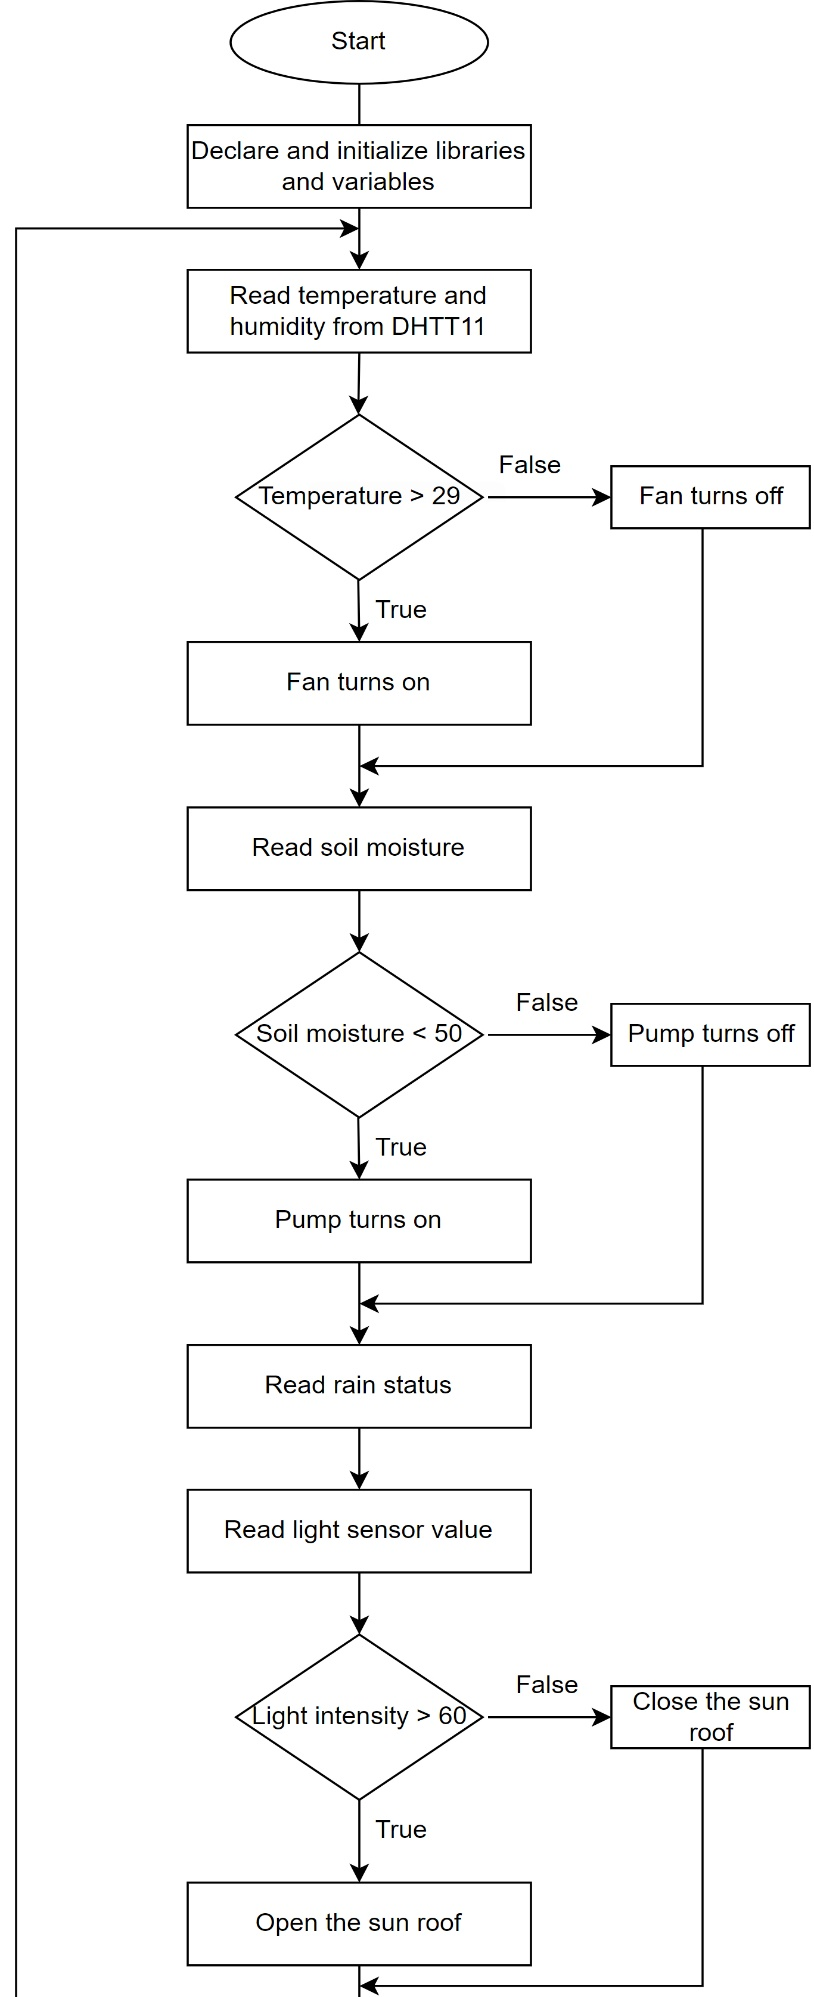 Start
Declare and initialize libraries
and variables
Read temperature and
humidity from DHTT11
Temperature > 29
False
Fan turns off
True
Fan turns on
Read soil moisture
Soil moisture < 50
False
Pump turns off
True
Pump turns on
Read rain status
Read light sensor value
Light intensity > 60
False
Close the sun
roof
True
Open the sun roof